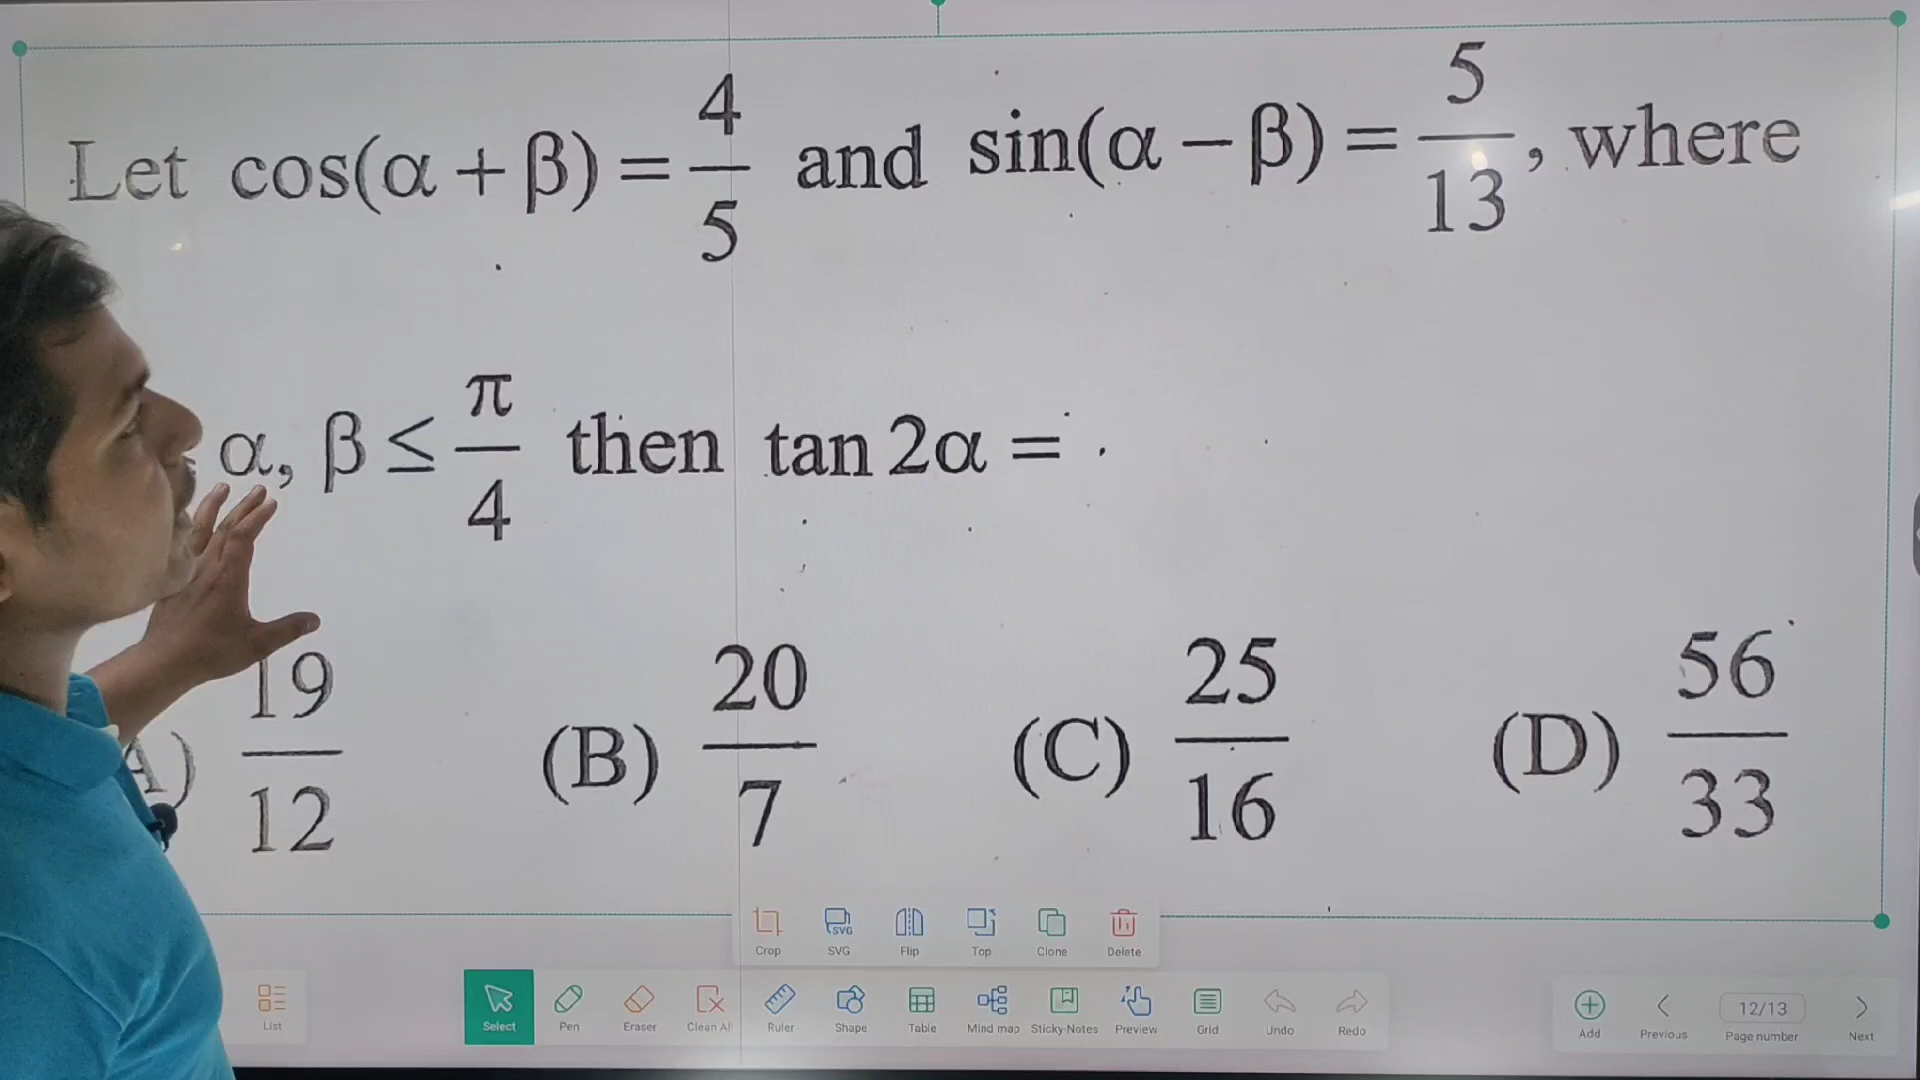 Let cos(α + β) = 4/5 and sin(α − β) = 5/13, where
α, β ≤ π/4 then tan 2α =
A) 19/12 (B) 20/7 (C) 25/16 (D) 56/33
Crop SVG Flip Top Clone Delete
List Select Pen Eraser Clean All Ruler Shape Table Mind map Sticky-Notes Preview Grid Undo Redo Add Previous 12/13 Page number Next